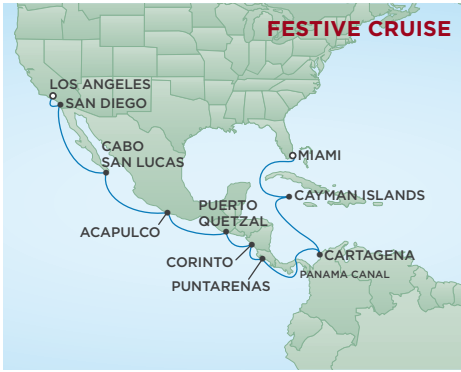 FESTIVE CRUISE
LOS ANGELES
SAN DIEGO
CABO
SAN LUCAS
MIAMI
CAYMAN ISLANDS
PUERTO
QUETZAL
ACAPULCO
CORINTO
CARTAGENA
PANAMA CANAL
PUNTARENAS